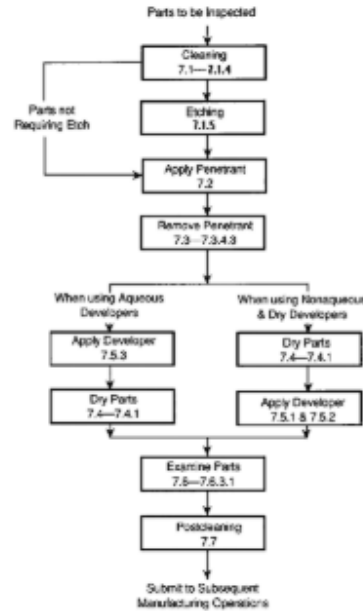 Parts to be Inspected
Cleaning
7.1—7.1.4
Parts not
Requiring Etch
Etching
7.1.5
Apply Penetrant
7.2
Remove Penetrant
7.3—7.3.4.3
When using Aqueous
Developers
When using Nonaqueous
& Dry Developers
Apply Developer
7.5.3
Dry Parts
7.4—7.4.1
Dry Parts
7.4—7.4.1
Apply Developer
7.5.1 & 7.5.2
Examine Parts
7.6—7.6.3.1
Postcleaning
7.7
Submit to Subsequent
Manufacturing Operations